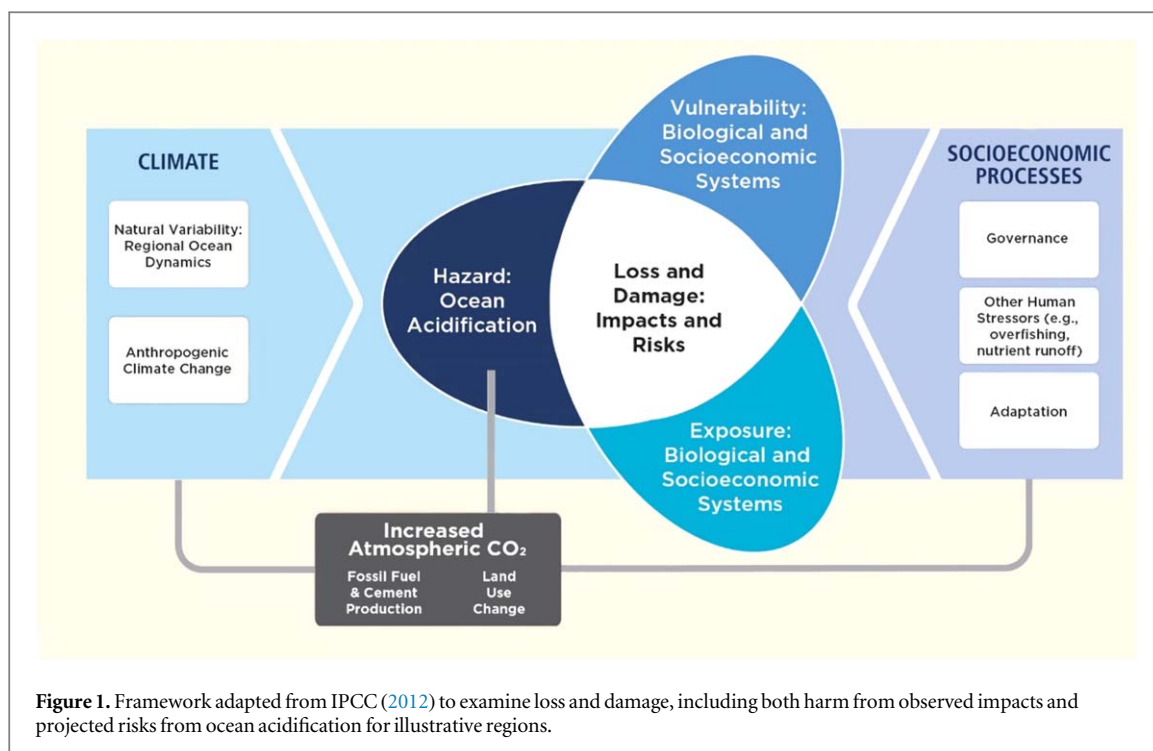 CLIMATE
Natural Variability:
Regional Ocean
Dynamics
Anthropogenic
Climate Change
Hazard:
Ocean
Acidification
Vulnerability:
Biological and
Socioeconomic
Systems
Loss and
Damage:
Impacts and
Risks
Exposure:
Biological and
Socioeconomic
Systems
SOCIOECONOMIC
PROCESSES
Governance
Other Human
Stressors (e.g.,
overfishing,
nutrient runoff)
Adaptation
Increased
Atmospheric CO₂
Fossil Fuel
& Cement
Production
Land
Use
Change
Figure 1. Framework adapted from IPCC (2012) to examine loss and damage, including both harm from observed impacts and
projected risks from ocean acidification for illustrative regions.